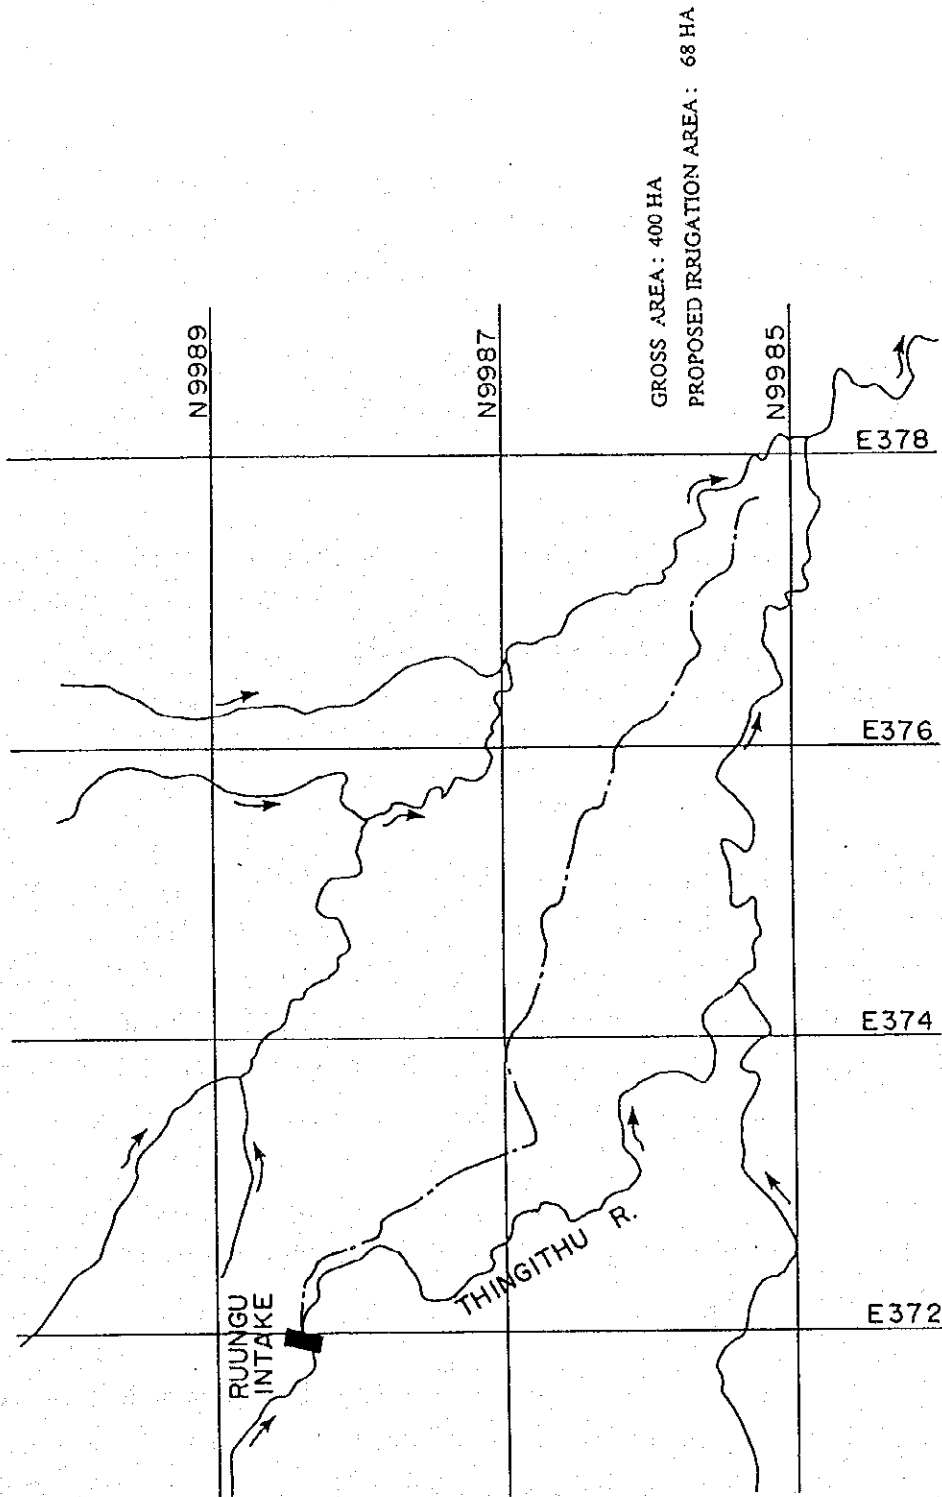 N9989
N9987
N9985
GROSS AREA: 400 HA
PROPOSED IRRIGATION AREA: 68 HA
E378
E376
E374
E372
RUUNGU
INTAKE
THINGITHU R.